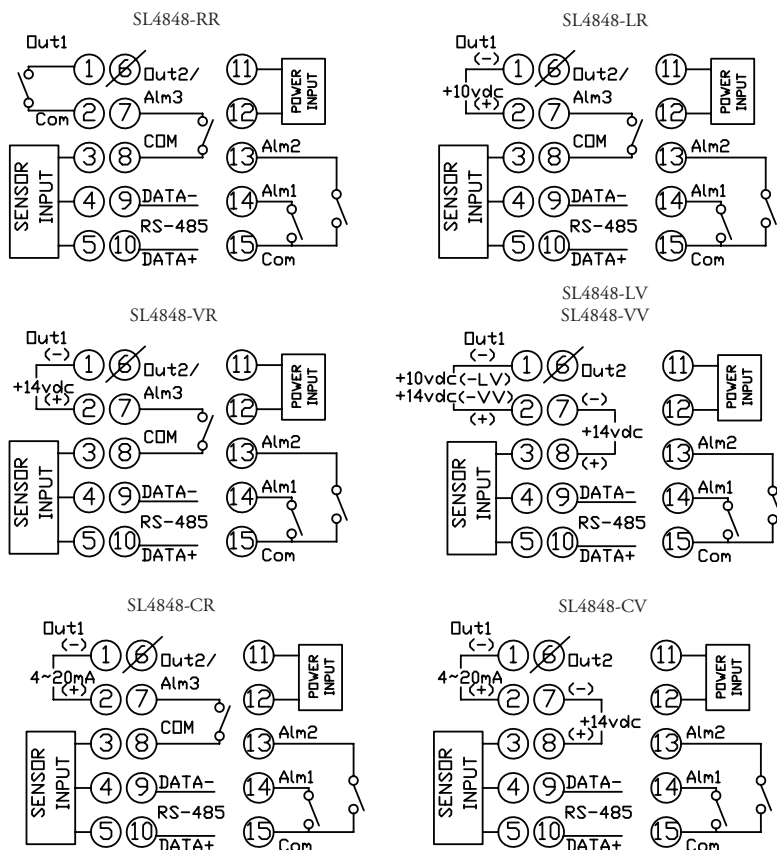 SL4848-RR
Out1
1 6 Out2/ 11
2 7 Alm3 12
Com
POWER INPUT
3 8 COM 13 Alm2
SENSOR INPUT
4 9 DATA- 14 Alm1
RS-485
5 10 DATA+ 15 Com
SL4848-LR
Out1
(-) 1 6 Out2/ 11
+10vdc
(+) 2 7 Alm3 12
POWER INPUT
3 8 COM 13 Alm2
SENSOR INPUT
4 9 DATA- 14 Alm1
RS-485
5 10 DATA+ 15 Com
SL4848-VR
Out1
(-) 1 6 Out2/ 11
+14vdc
(+) 2 7 Alm3 12
POWER INPUT
3 8 COM 13 Alm2
SENSOR INPUT
4 9 DATA- 14 Alm1
RS-485
5 10 DATA+ 15 Com
SL4848-LV
SL4848-VV
Out1
(-) 1 6 Out2 11
+10vdc(-LV)
+14vdc(-VV)
(+) 2 7 (-) 12
+14vdc
POWER INPUT
3 8 (+) 13 Alm2
SENSOR INPUT
4 9 DATA- 14 Alm1
RS-485
5 10 DATA+ 15 Com
SL4848-CR
Out1
(-) 1 6 Out2/ 11
4~20mA
(+) 2 7 Alm3 12
POWER INPUT
3 8 COM 13 Alm2
SENSOR INPUT
4 9 DATA- 14 Alm1
RS-485
5 10 DATA+ 15 Com
SL4848-CV
Out1
(-) 1 6 Out2 11
4~20mA
(+) 2 7 (-) 12
+14vdc
POWER INPUT
3 8 (+) 13 Alm2
SENSOR INPUT
4 9 DATA- 14 Alm1
RS-485
5 10 DATA+ 15 Com